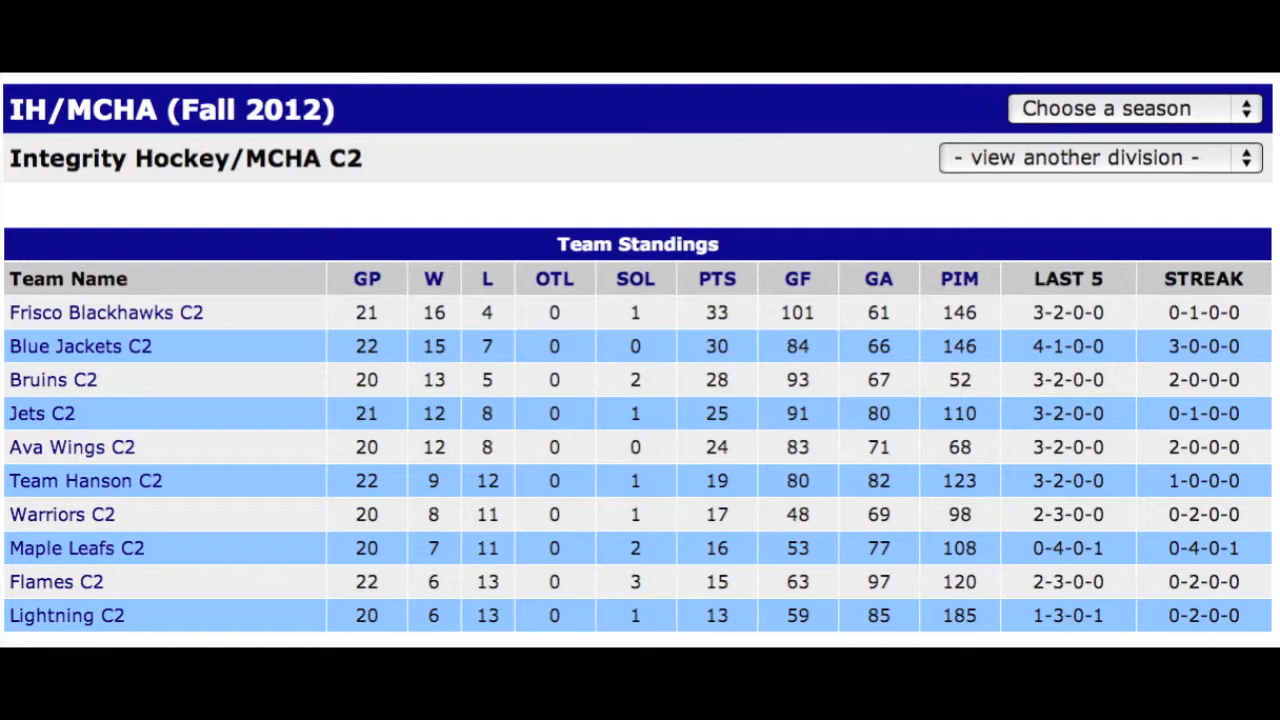 IH/MCHA (Fall 2012) Choose a season
Integrity Hockey/MCHA C2 - view another division -
Team Standings
Team Name GP W L OTL SOL PTS GF GA PIM LAST 5 STREAK
Frisco Blackhawks C2 21 16 4 0 1 33 101 61 146 3-2-0-0 0-1-0-0
Blue Jackets C2 22 15 7 0 0 30 84 66 146 4-1-0-0 3-0-0-0
Bruins C2 20 13 5 0 2 28 93 67 52 3-2-0-0 2-0-0-0
Jets C2 21 12 8 0 1 25 91 80 110 3-2-0-0 0-1-0-0
Ava Wings C2 20 12 8 0 0 24 83 71 68 3-2-0-0 2-0-0-0
Team Hanson C2 22 9 12 0 1 19 80 82 123 3-2-0-0 1-0-0-0
Warriors C2 20 8 11 0 1 17 48 69 98 2-3-0-0 0-2-0-0
Maple Leafs C2 20 7 11 0 2 16 53 77 108 0-4-0-1 0-4-0-1
Flames C2 22 6 13 0 3 15 63 97 120 2-3-0-0 0-2-0-0
Lightning C2 20 6 13 0 1 13 59 85 185 1-3-0-1 0-2-0-0